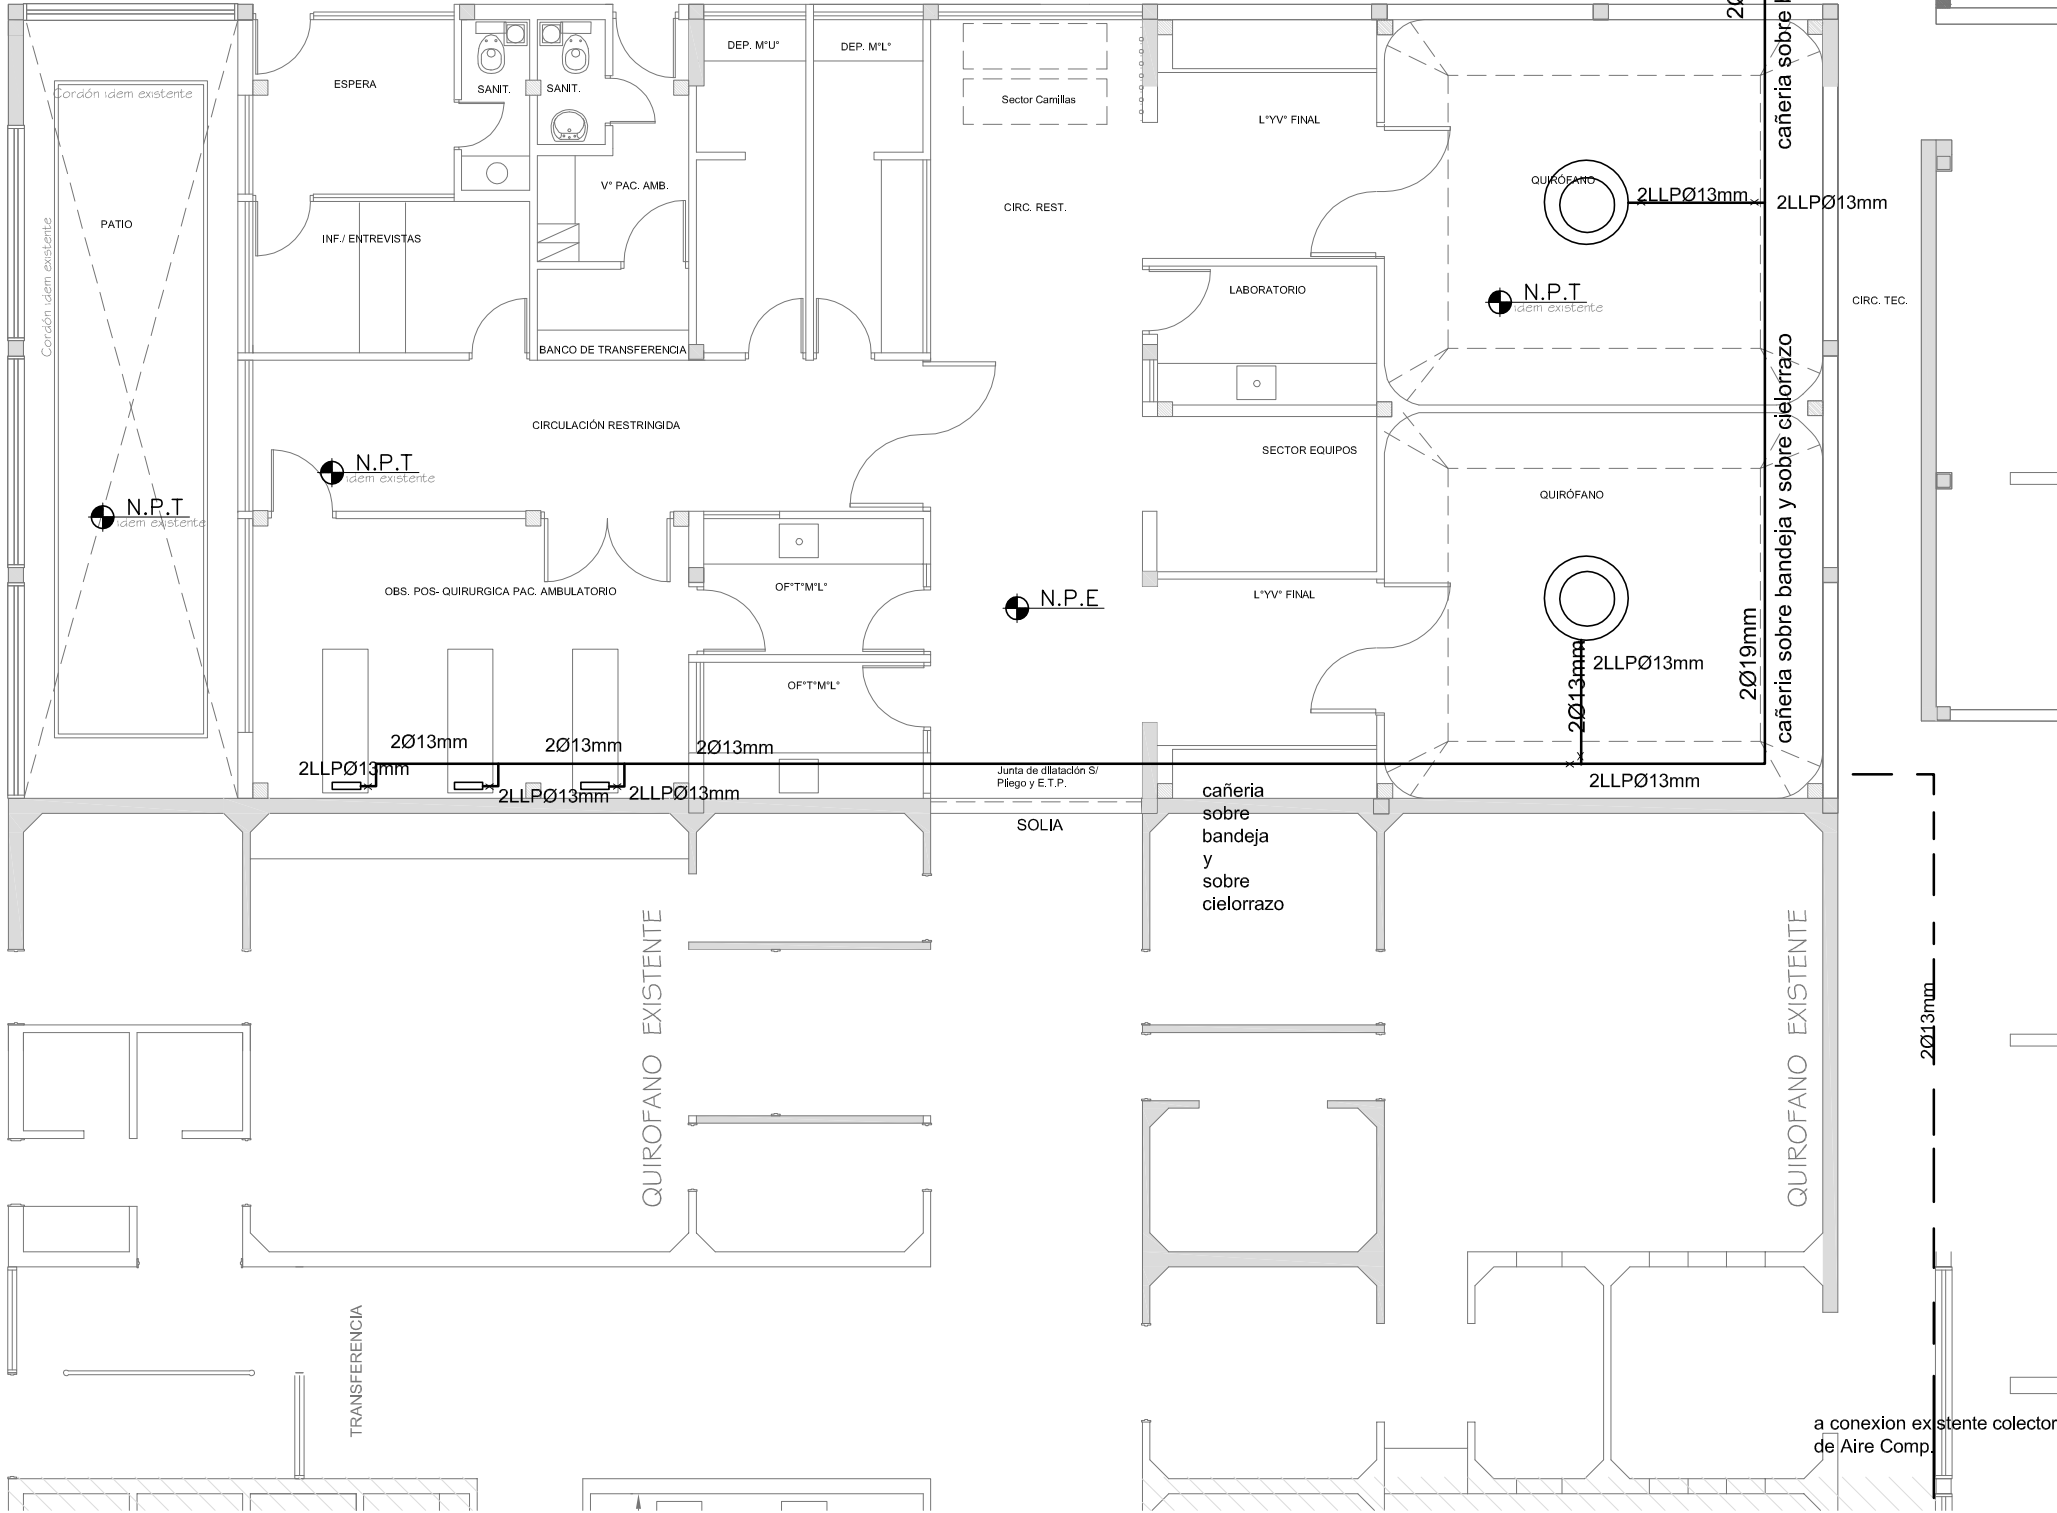 2Ø
cañeria sobre
DEP. M°U°
DEP. M°L°
ESPERA
SANIT.
SANIT.
Cordón idem existente
Sector Camillas
L°YV° FINAL
QUIRÓFANO
V° PAC. AMB.
2LLPØ13mm
2LLPØ13mm
CIRC. REST.
PATIO
INF./ ENTREVISTAS
Cordón idem existente
LABORATORIO
N.P.T
idem existente
CIRC. TEC.
BANCO DE TRANSFERENCIA
CIRCULACIÓN RESTRINGIDA
SECTOR EQUIPOS
cañeria sobre bandeja y sobre cielorrazo
N.P.T
idem existente
QUIRÓFANO
N.P.T
idem existente
OBS. POS- QUIRURGICA PAC. AMBULATORIO
OF°T°M°L°
N.P.E
L°YV° FINAL
2Ø19mm
2LLPØ13mm
2Ø13mm
OF°T°M°L°
2Ø13mm
2Ø13mm
2Ø13mm
2LLPØ13mm
Junta de dilatación S/
Pliego y E.T.P.
2LLPØ13mm
2LLPØ13mm
2LLPØ13mm
cañeria
sobre
bandeja
y
sobre
cielorrazo
SOLIA
QUIROFANO EXISTENTE
QUIROFANO EXISTENTE
2Ø13mm
TRANSFERENCIA
a conexion existente colector
de Aire Comp.